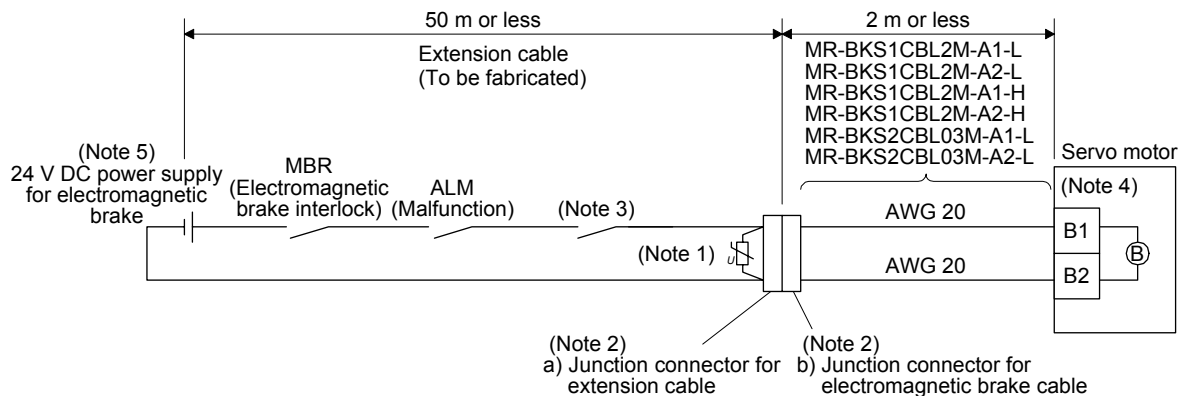 50 m or less
2 m or less
Extension cable
(To be fabricated)
MR-BKS1CBL2M-A1-L
MR-BKS1CBL2M-A2-L
MR-BKS1CBL2M-A1-H
MR-BKS1CBL2M-A2-H
MR-BKS2CBL03M-A1-L
MR-BKS2CBL03M-A2-L
(Note 5)
24 V DC power supply
for electromagnetic
brake
MBR
(Electromagnetic
brake interlock)
ALM
(Malfunction)
(Note 3)
(Note 1)
U
AWG 20
AWG 20
Servo motor
(Note 4)
B1
B2
B
(Note 2)
a) Junction connector for
extension cable
(Note 2)
b) Junction connector for
electromagnetic brake cable